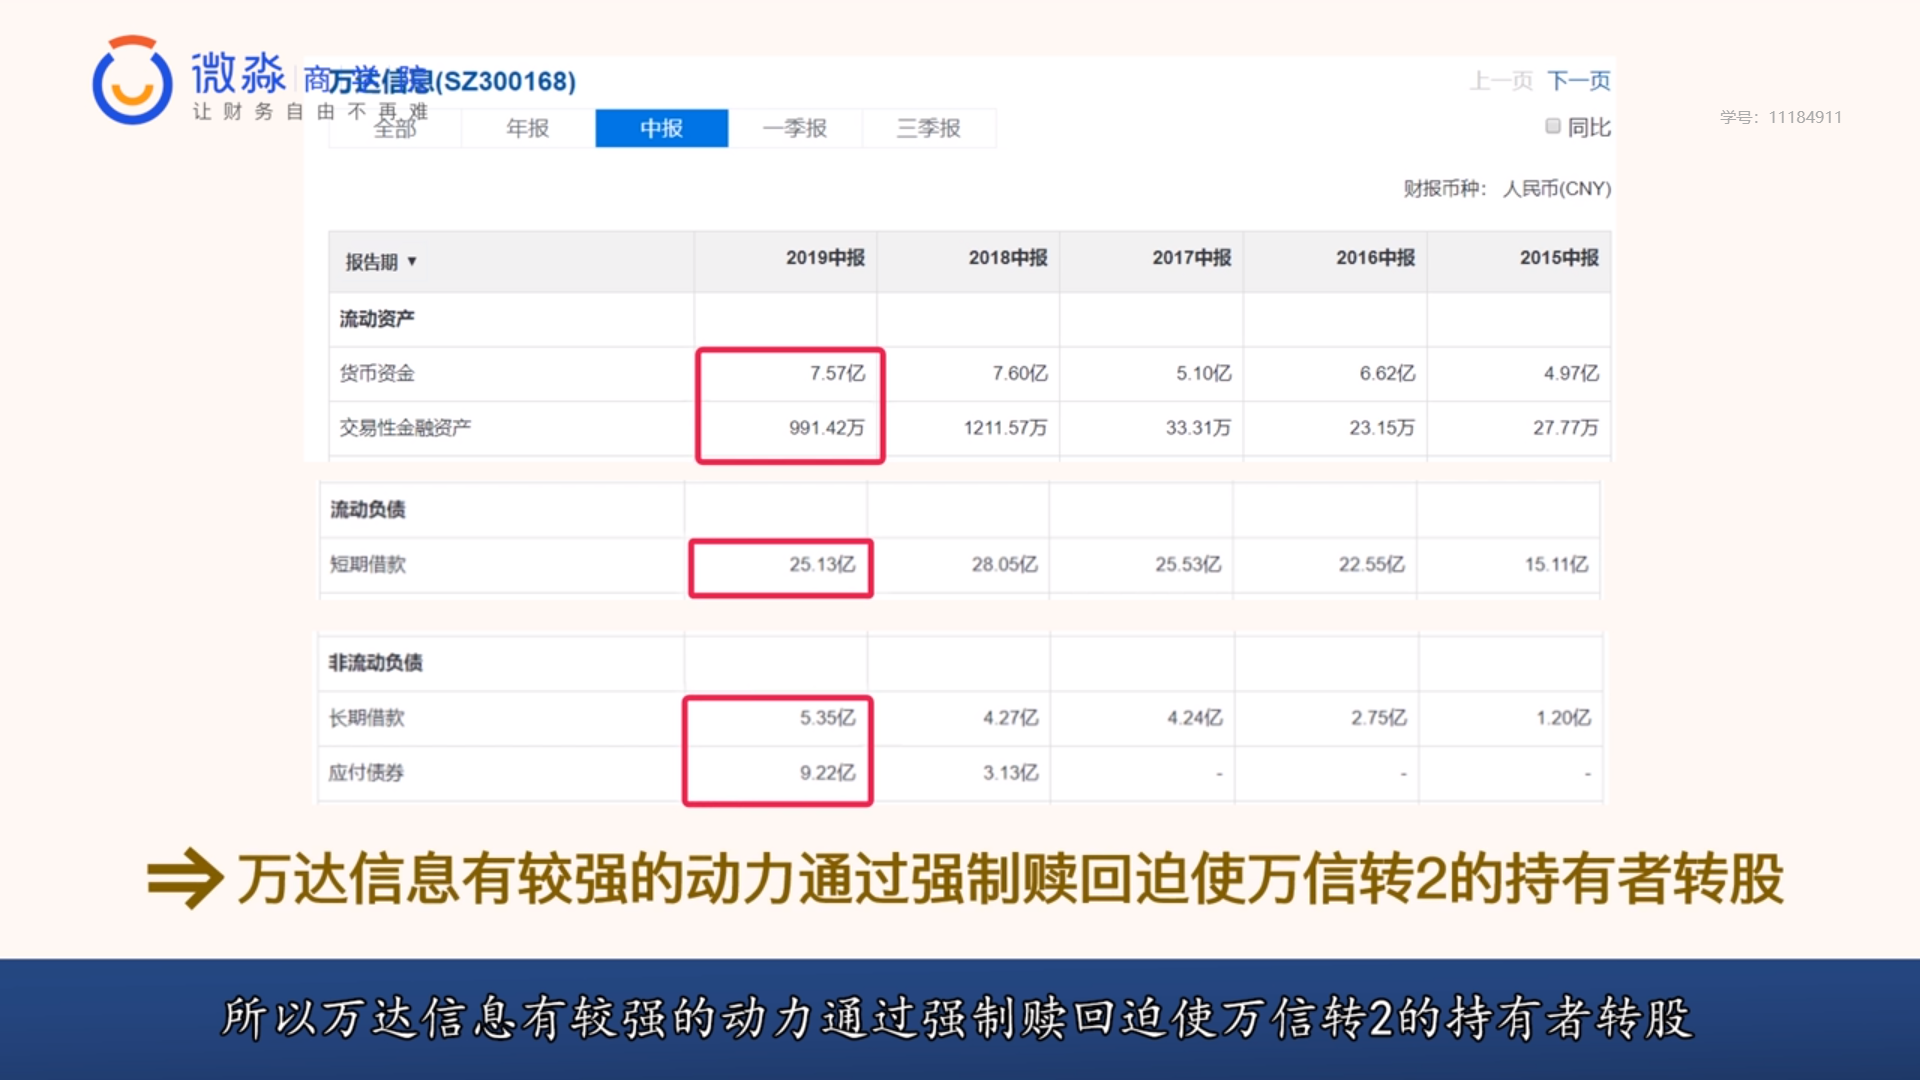 微淼 商学院
让财务自由不再难
万达信息(SZ300168)
上一页 下一页
学号：11184911
全部 年报 中报 一季报 三季报
同比
财报币种： 人民币(CNY)
报告期 ▼ 2019中报 2018中报 2017中报 2016中报 2015中报
流动资产
货币资金 7.57亿 7.60亿 5.10亿 6.62亿 4.97亿
交易性金融资产 991.42万 1211.57万 33.31万 23.15万 27.77万
流动负债
短期借款 25.13亿 28.05亿 25.53亿 22.55亿 15.11亿
非流动负债
长期借款 5.35亿 4.27亿 4.24亿 2.75亿 1.20亿
应付债券 9.22亿 3.13亿 - - -
万达信息有较强的动力通过强制赎回迫使万信转2的持有者转股
所以万达信息有较强的动力通过强制赎回迫使万信转2的持有者转股